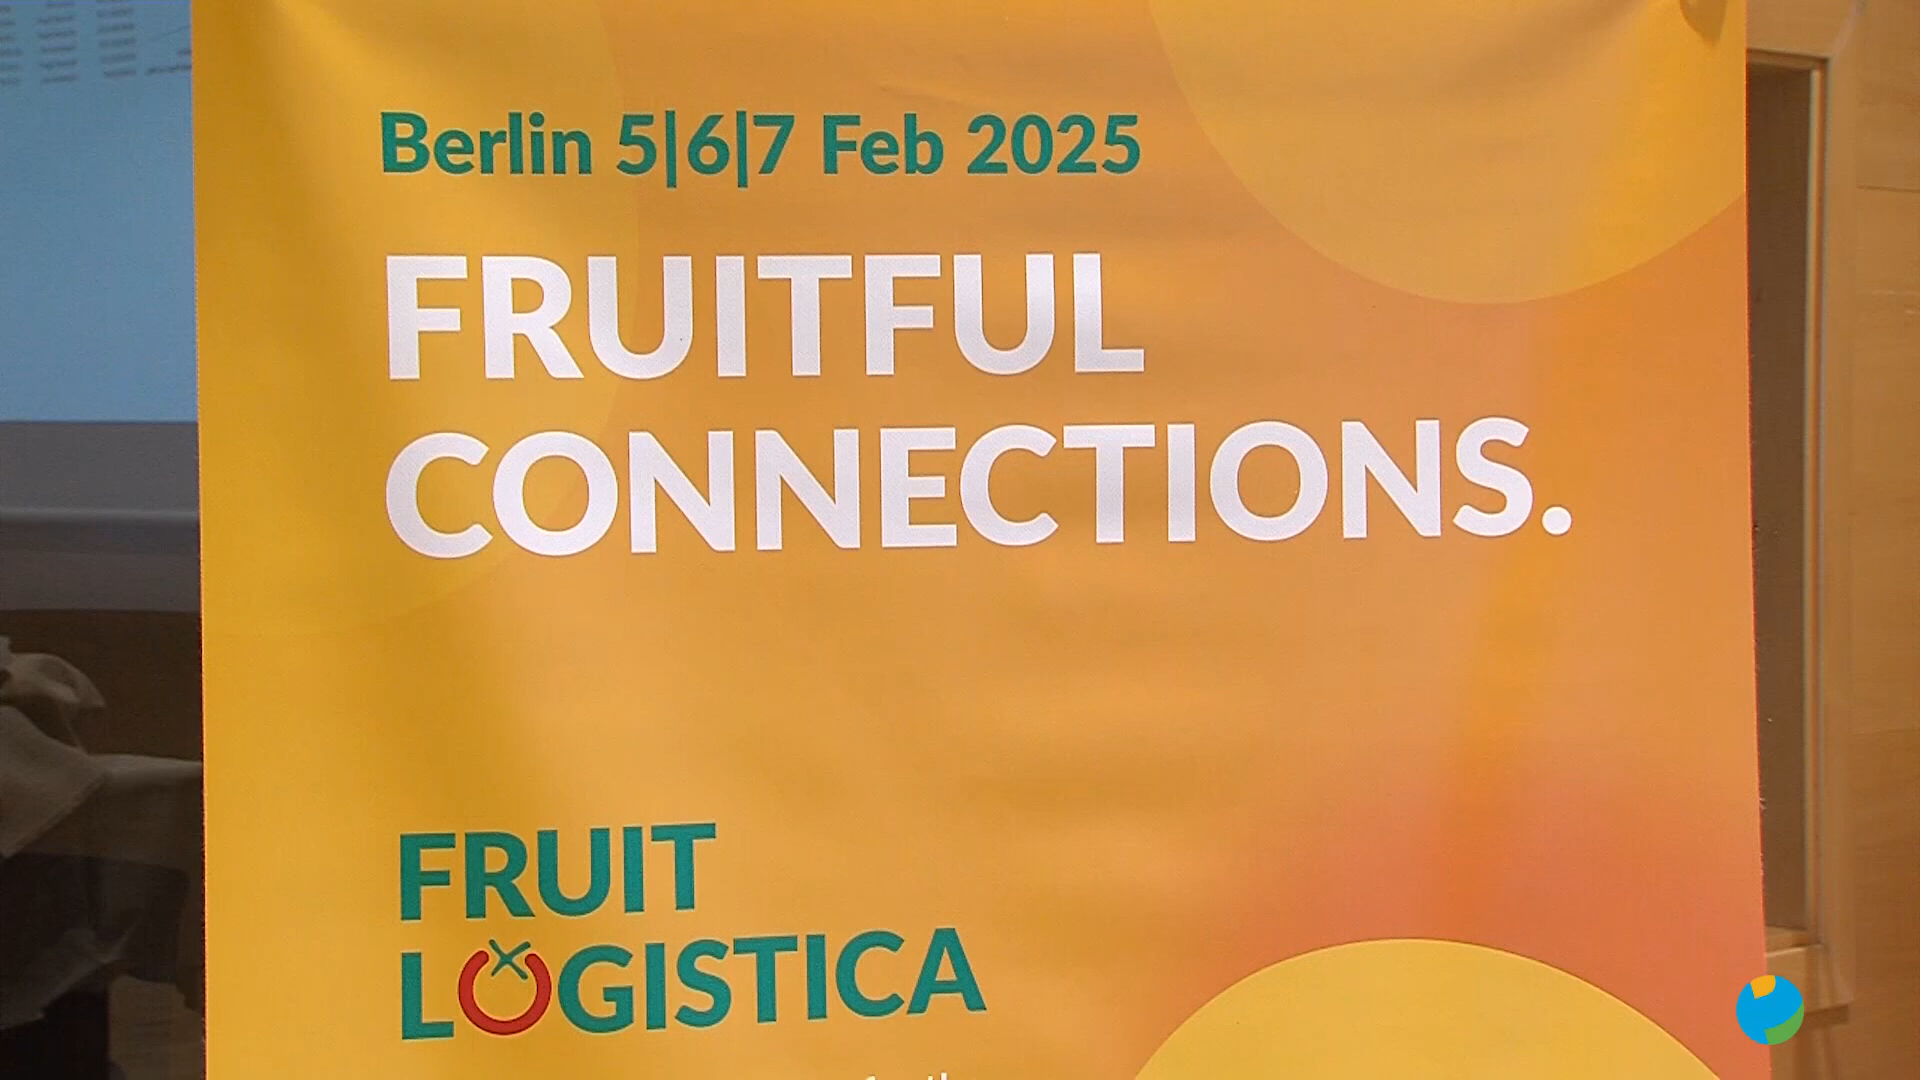 Berlin 5|6|7 Feb 2025
FRUITFUL
CONNECTIONS.
FRUIT
LOGISTICA